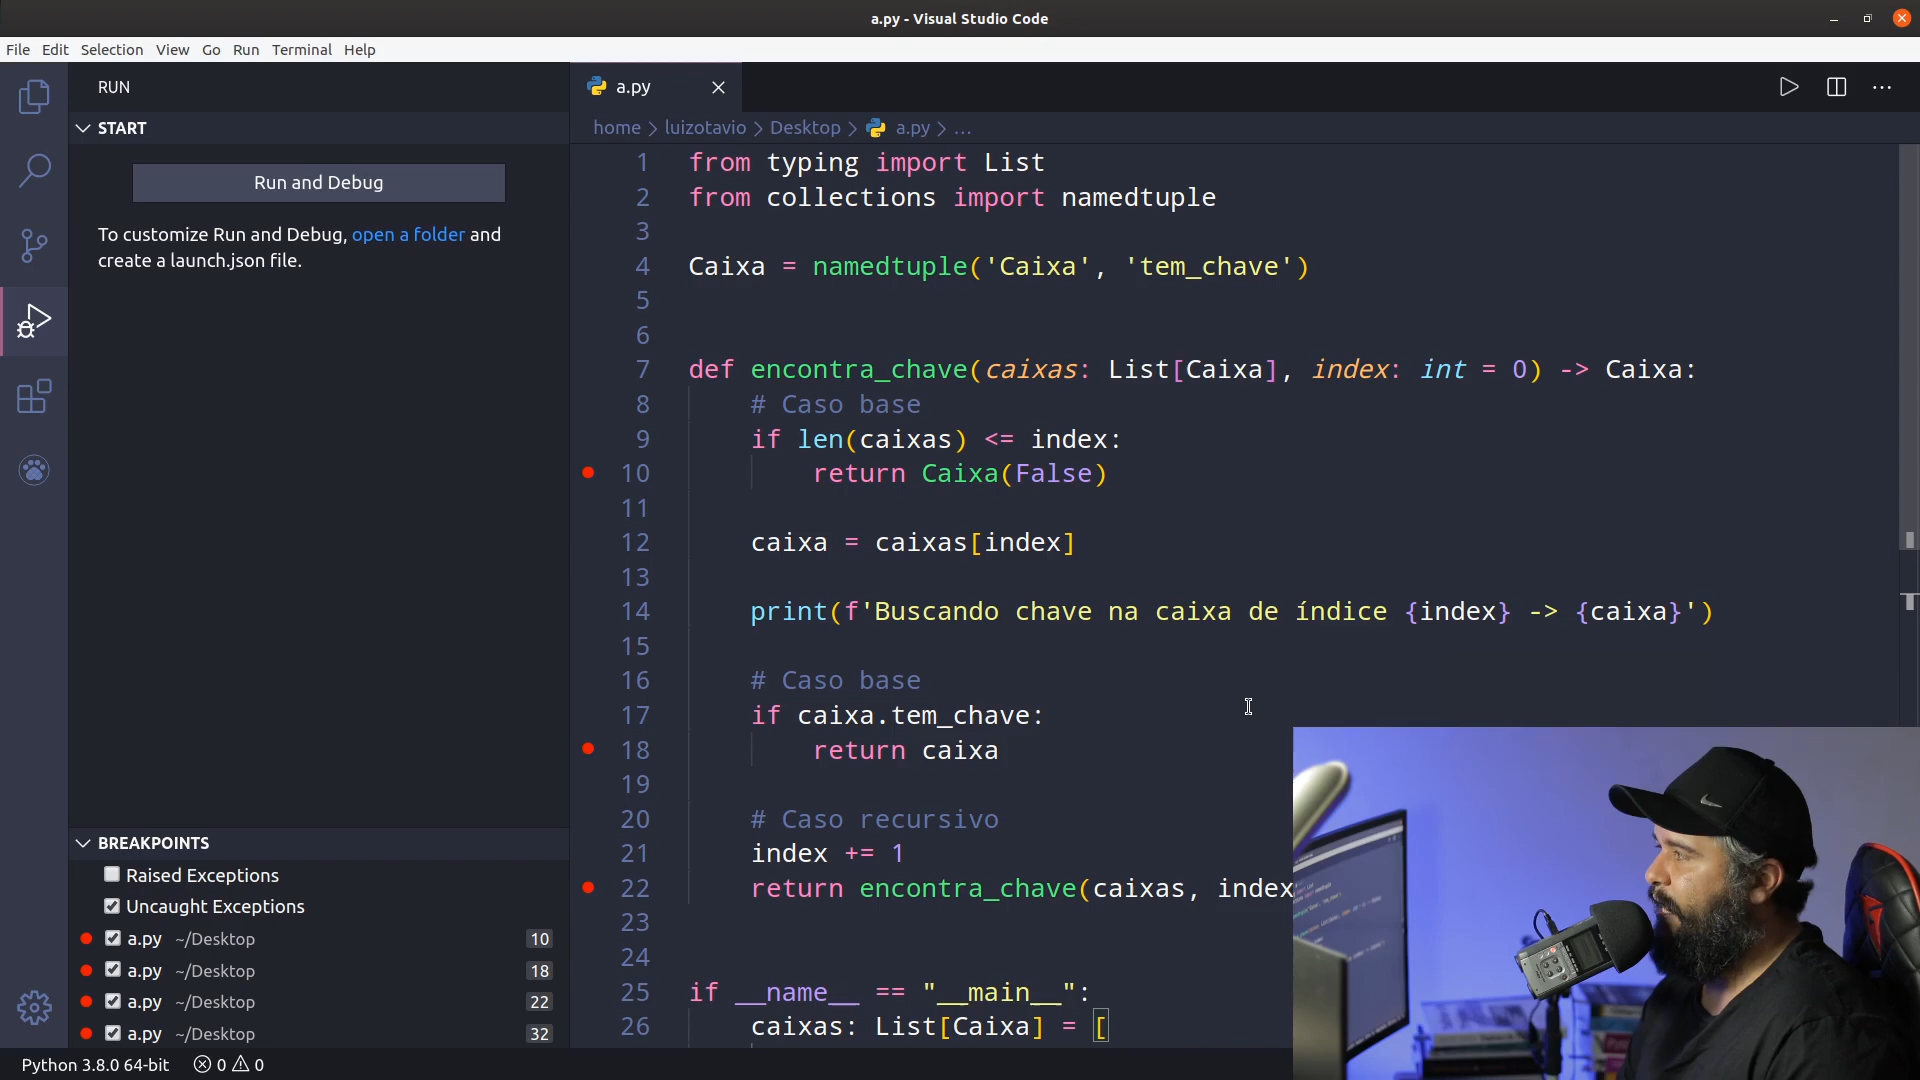 a.py - Visual Studio Code
File Edit Selection View Go Run Terminal Help
RUN
START
Run and Debug
To customize Run and Debug, open a folder and
create a launch.json file.
BREAKPOINTS
Raised Exceptions
Uncaught Exceptions
a.py ~/Desktop 10
a.py ~/Desktop 18
a.py ~/Desktop 22
a.py ~/Desktop 32
a.py
home > luizotavio > Desktop > a.py > ...
1 from typing import List
2 from collections import namedtuple
3
4 Caixa = namedtuple('Caixa', 'tem_chave')
5
6
7 def encontra_chave(caixas: List[Caixa], index: int = 0) -> Caixa:
8 # Caso base
9 if len(caixas) <= index:
10 return Caixa(False)
11
12 caixa = caixas[index]
13
14 print(f'Buscando chave na caixa de índice {index} -> {caixa}')
15
16 # Caso base
17 if caixa.tem_chave:
18 return caixa
19
20 # Caso recursivo
21 index += 1
22 return encontra_chave(caixas, index
23
24
25 if __name__ == "__main__":
26 caixas: List[Caixa] = [
Python 3.8.0 64-bit 0 0